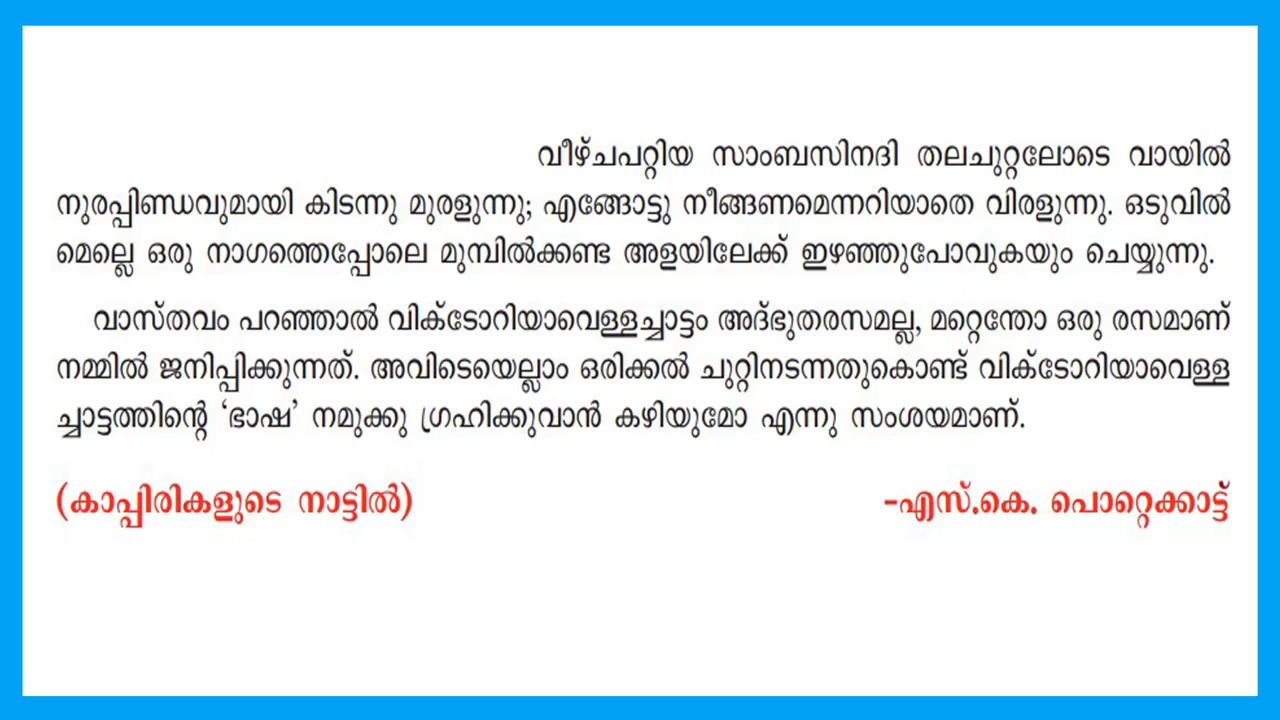 വീഴ്ചപറ്റിയ സാംബസിനദി തലചുറ്റലോടെ വായിൽ
നുരപ്പിണ്ഡവുമായി കിടന്നു മുരളുന്നു; എങ്ങോട്ടു നീങ്ങണമെന്നറിയാതെ വിരളുന്നു. ഒടുവിൽ
മെല്ലെ ഒരു നാഗത്തെപ്പോലെ മുമ്പിൽക്കണ്ട അളയിലേക്ക് ഇഴഞ്ഞുപോവുകയും ചെയ്യുന്നു.
വാസ്തവം പറഞ്ഞാൽ വിക്ടോറിയാവെള്ളച്ചാട്ടം അദ്ഭുതരസമല്ല, മറ്റെന്തോ ഒരു രസമാണ്
നമ്മിൽ ജനിപ്പിക്കുന്നത്. അവിടെയെല്ലാം ഒരിക്കൽ ചുറ്റിനടന്നതുകൊണ്ട് വിക്ടോറിയാവെള്ള
ച്ചാട്ടത്തിന്റെ ‘ഭാഷ’ നമുക്കു ഗ്രഹിക്കുവാൻ കഴിയുമോ എന്നു സംശയമാണ്.
(കാപ്പിരികളുടെ നാട്ടിൽ) -എസ്.കെ. പൊറ്റെക്കാട്ട്